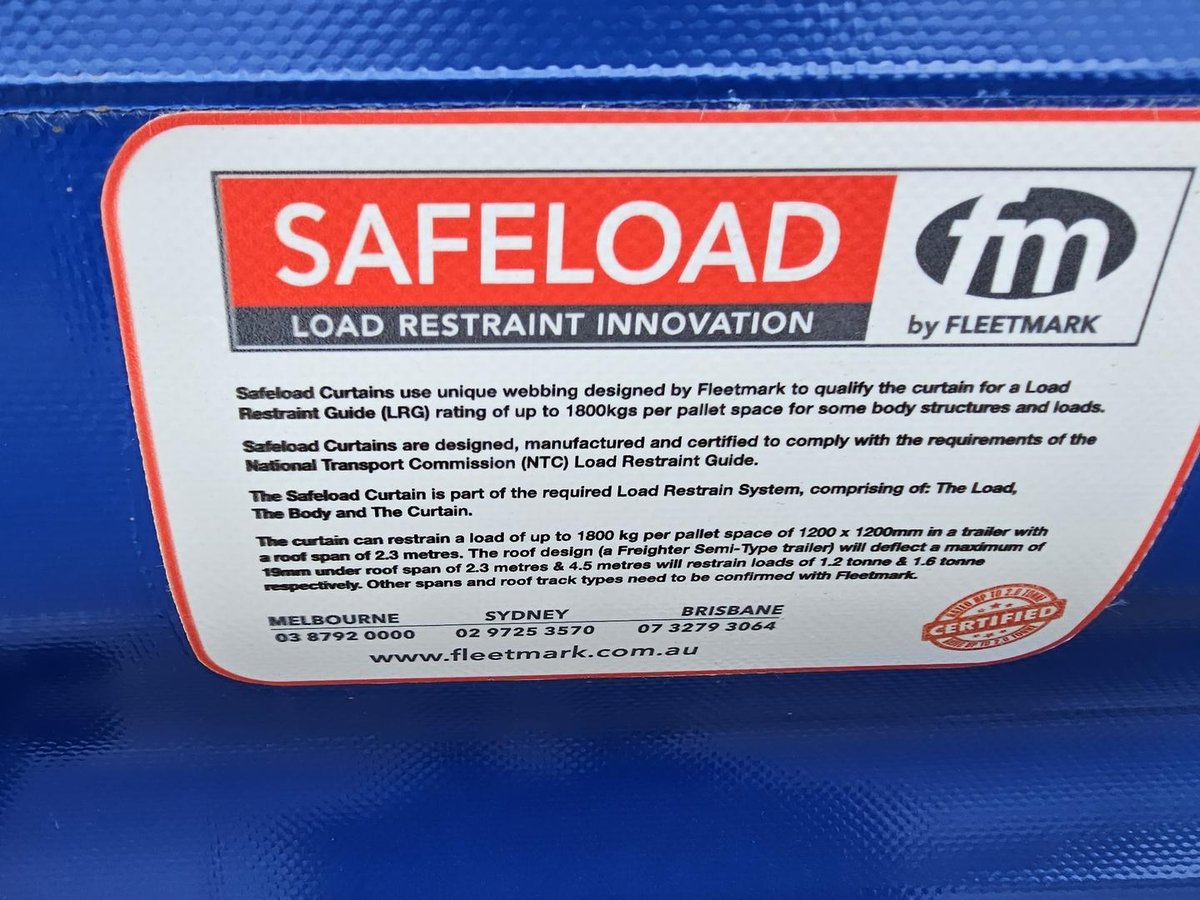 SAFELOAD
LOAD RESTRAINT INNOVATION
fm
by FLEETMARK
Safeload Curtains use unique webbing designed by Fleetmark to qualify the curtain for a Load
Restraint Guide (LRG) rating of up to 1800kgs per pallet space for some body structures and loads.
Safeload Curtains are designed, manufactured and certified to comply with the requirements of the
National Transport Commission (NTC) Load Restraint Guide.
The Safeload Curtain is part of the required Load Restrain System, comprising of: The Load,
The Body and The Curtain.
The curtain can restrain a load of up to 1800 kg per pallet space of 1200 x 1200mm in a trailer with
a roof span of 2.3 metres. The roof design (a Freighter Semi-Type trailer) will deflect a maximum of
19mm under roof span of 2.3 metres & 4.5 metres will restrain loads of 1.2 tonne & 1.6 tonne
respectively. Other spans and roof track types need to be confirmed with Fleetmark.
MELBOURNE SYDNEY BRISBANE
03 8792 0000 02 9725 3570 07 3279 3064
www.fleetmark.com.au
UP TO 2.0
CERTIFIED
UP TO 2.0